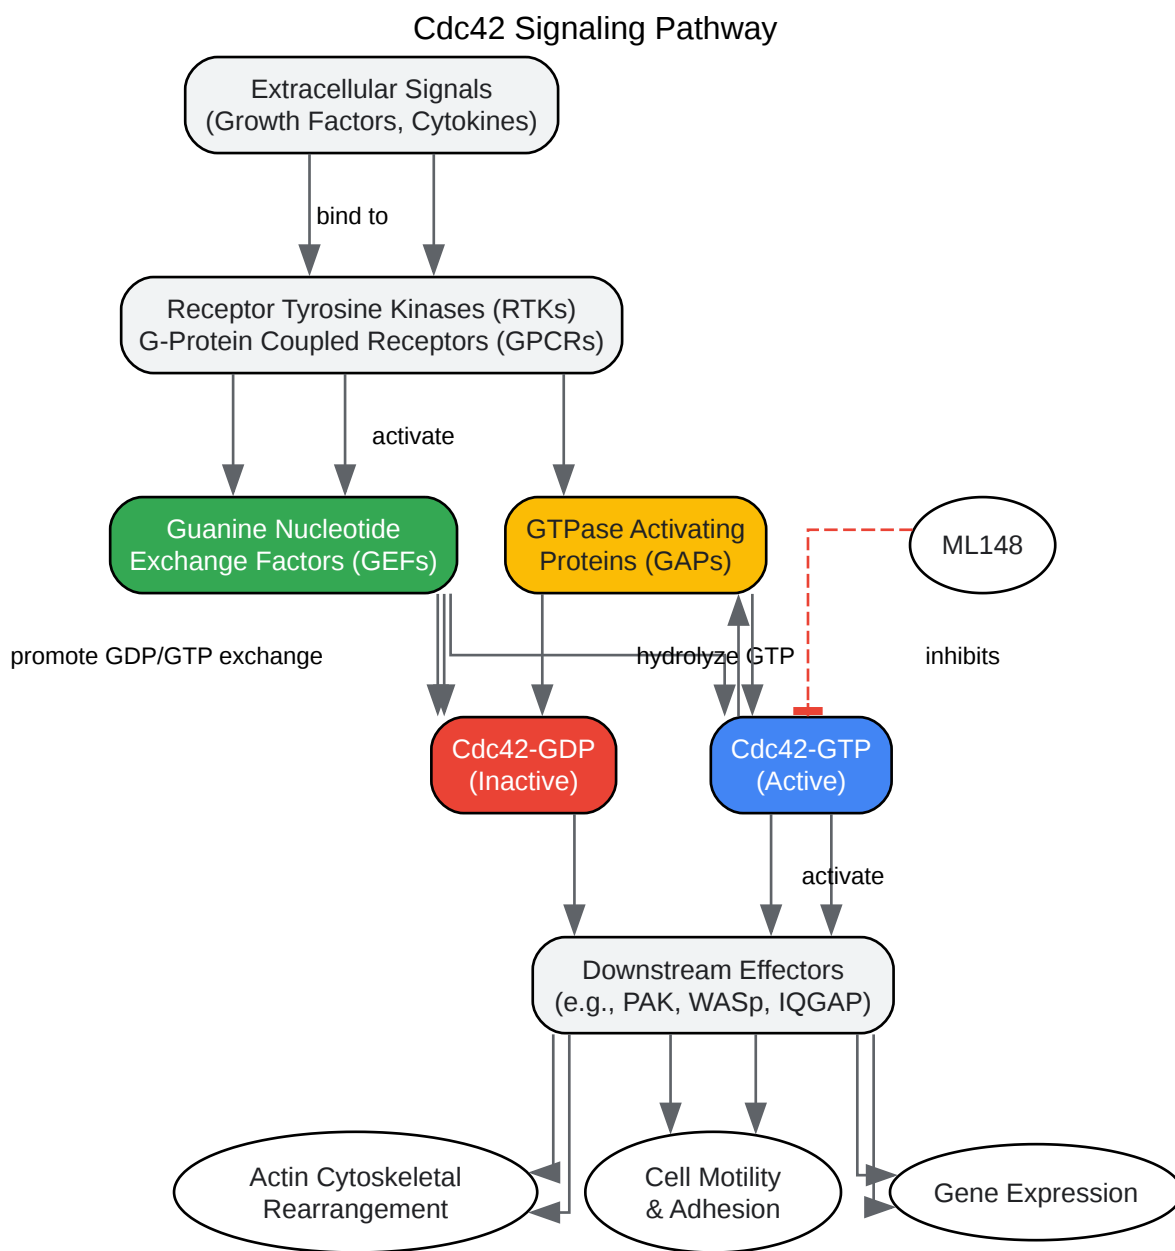 Cdc42 Signaling Pathway
Extracellular Signals
(Growth Factors, Cytokines)
bind to
Receptor Tyrosine Kinases (RTKs)
G-Protein Coupled Receptors (GPCRs)
activate
Guanine Nucleotide
Exchange Factors (GEFs)
GTPase Activating
Proteins (GAPs)
ML148
promote GDP/GTP exchange
hydrolyze GTP
inhibits
Cdc42-GDP
(Inactive)
Cdc42-GTP
(Active)
activate
Downstream Effectors
(e.g., PAK, WASp, IQGAP)
Actin Cytoskeletal
Rearrangement
Cell Motility
& Adhesion
Gene Expression